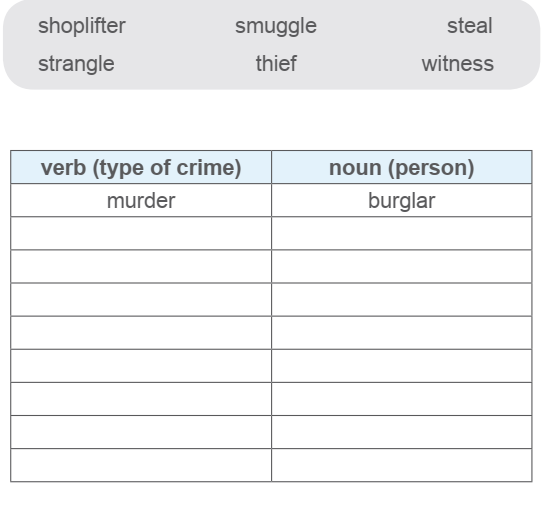 shoplifter smuggle steal
strangle thief witness
verb (type of crime) noun (person)
murder burglar